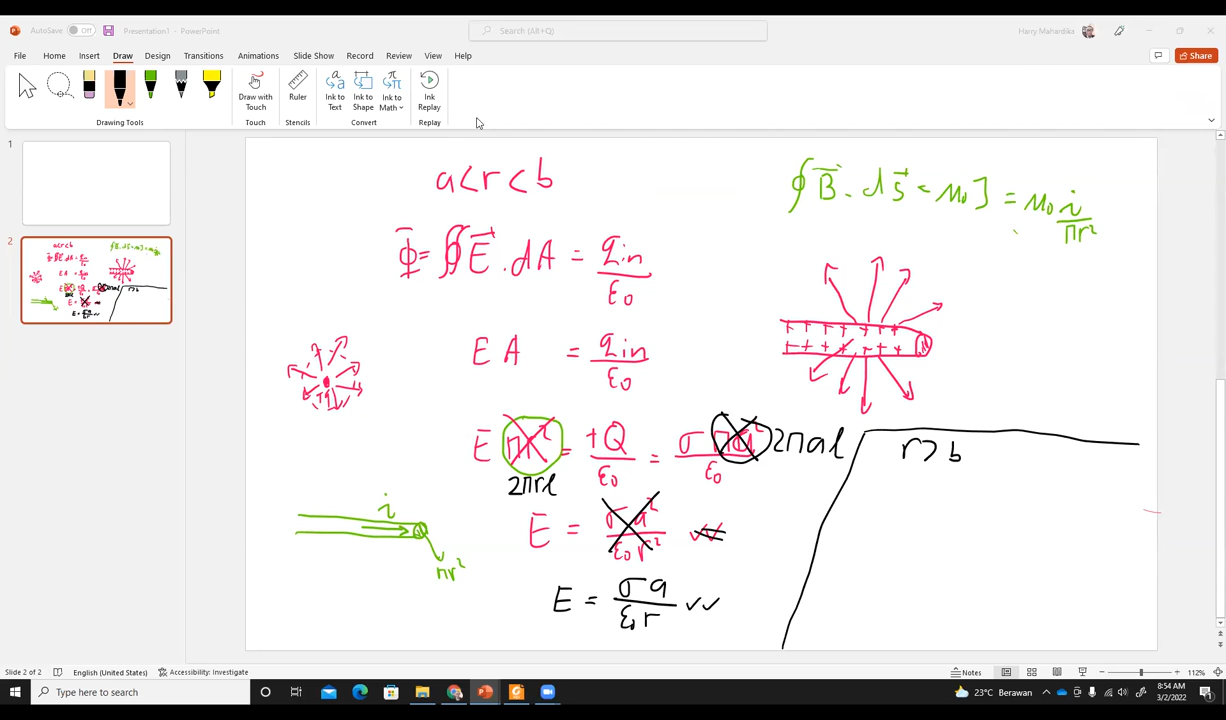 AutoSave Off Presentation1 - PowerPoint Search (Alt+Q) Harry Mahardika
File Home Insert Draw Design Transitions Animations Slide Show Record Review View Help Share
Draw with Touch Ruler Ink to Text Ink to Shape Ink to Math Ink Replay
Drawing Tools Touch Stencils Convert Replay
1
2
a<r<b
∮B⃗ . ds⃗ = μ₀ J = μ₀ i/πr²
Φ = ∯E⃗ . dA = qin/ε₀
E A = qin/ε₀
+q
E πr² = +Q/ε₀ = σ πa²/ε₀ 2πal
2πrl
r>b
i
πr²
E = σa²/ε₀r²
E = σa/ε₀r
Slide 2 of 2 English (United States) Accessibility: Investigate Notes 112%
Type here to search 23°C Berawan 8:54 AM
3/2/2022